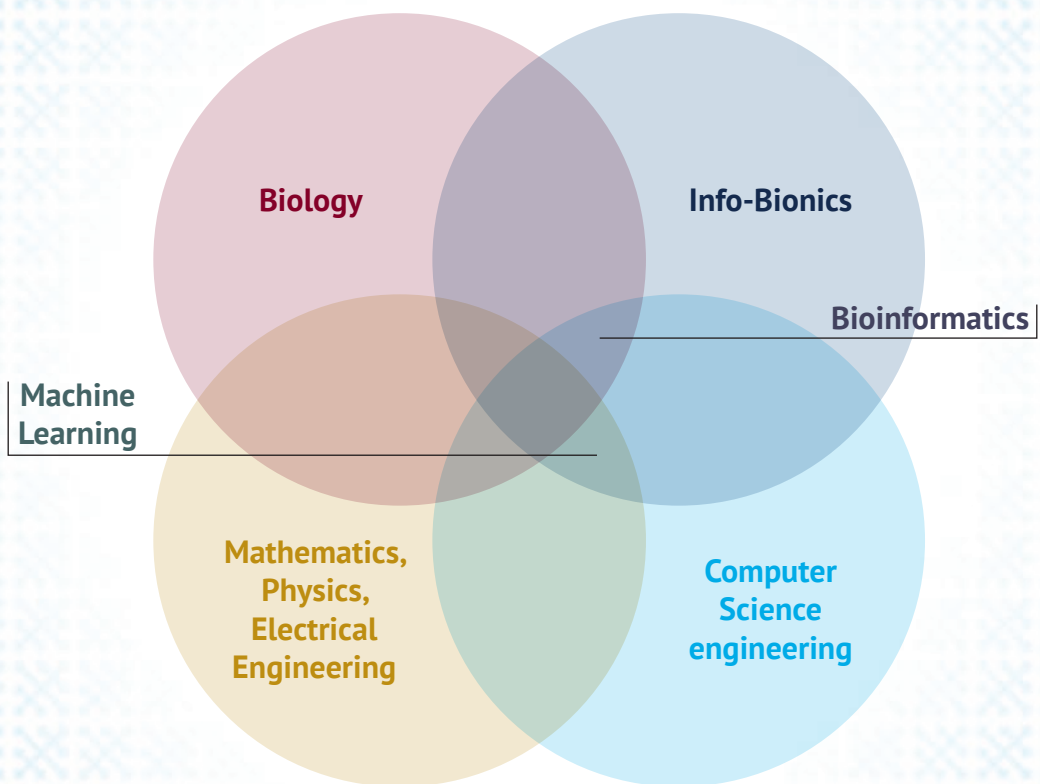 Biology
Info-Bionics
Bioinformatics
Machine
Learning
Mathematics,
Physics,
Electrical
Engineering
Computer
Science
engineering